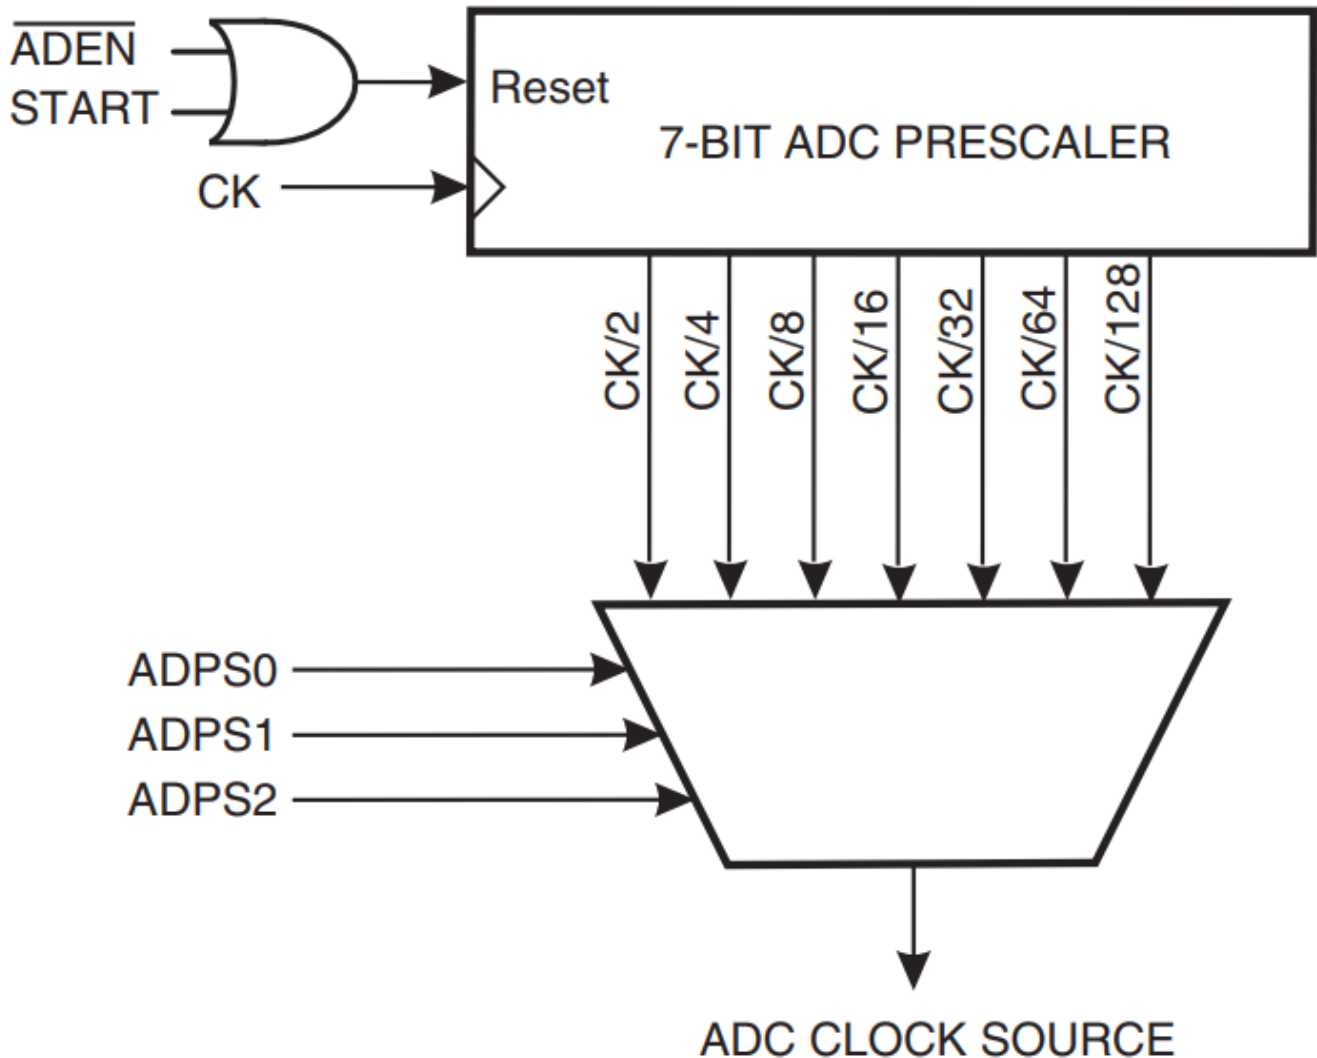 ADEN
START
Reset
7-BIT ADC PRESCALER
CK
CK/2
CK/4
CK/8
CK/16
CK/32
CK/64
CK/128
ADPS0
ADPS1
ADPS2
ADC CLOCK SOURCE